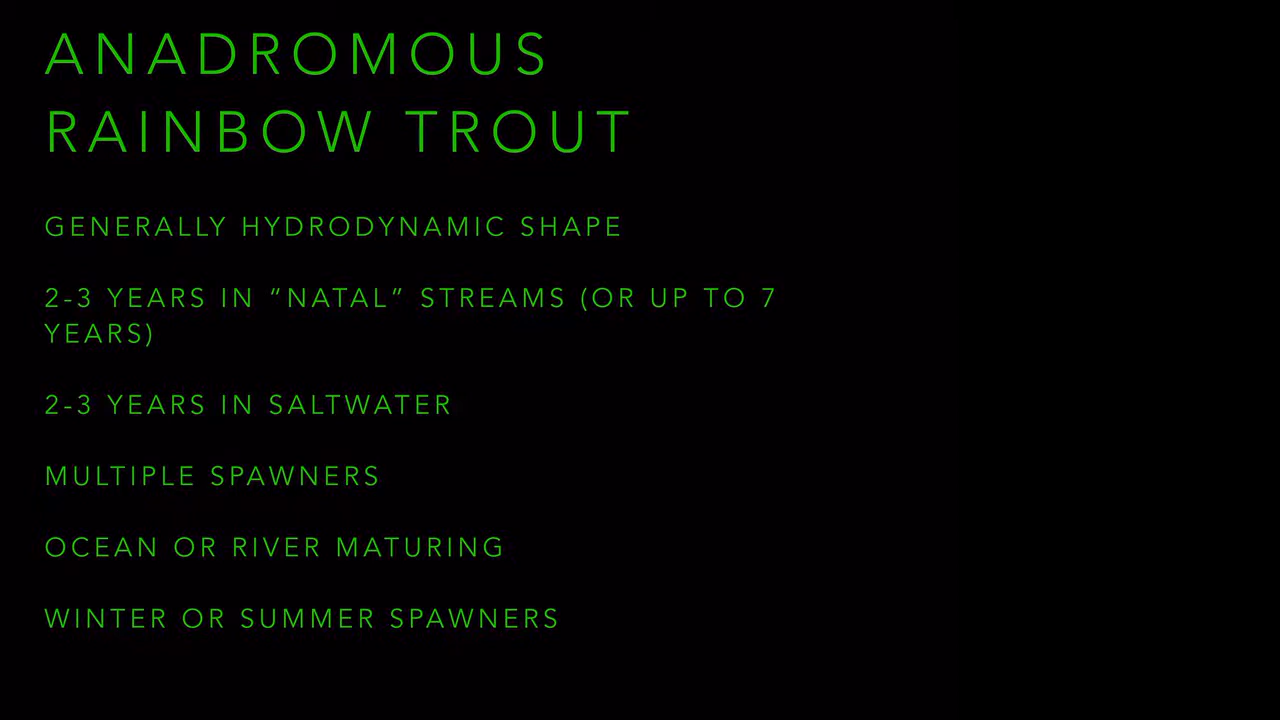 ANADROMOUS
RAINBOW TROUT
GENERALLY HYDRODYNAMIC SHAPE
2-3 YEARS IN “NATAL” STREAMS (OR UP TO 7
YEARS)
2-3 YEARS IN SALTWATER
MULTIPLE SPAWNERS
OCEAN OR RIVER MATURING
WINTER OR SUMMER SPAWNERS